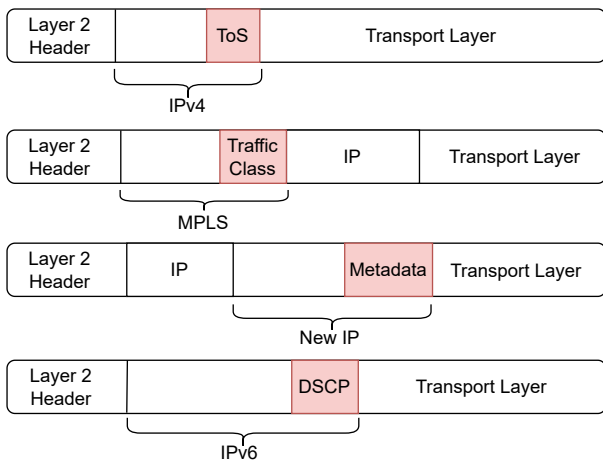 Layer 2
Header
ToS
Transport Layer
IPv4
Layer 2
Header
Traffic
Class
IP
Transport Layer
MPLS
Layer 2
Header
IP
Metadata
Transport Layer
New IP
Layer 2
Header
DSCP
Transport Layer
IPv6